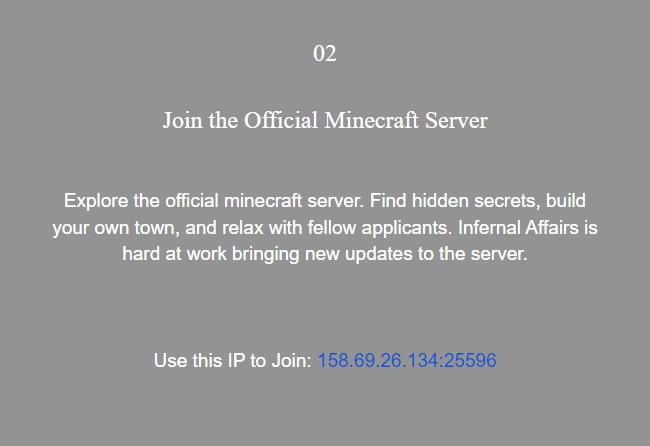 02
Join the Official Minecraft Server
Explore the official minecraft server. Find hidden secrets, build
your own town, and relax with fellow applicants. Infernal Affairs is
hard at work bringing new updates to the server.
Use this IP to Join: 158.69.26.134:25596